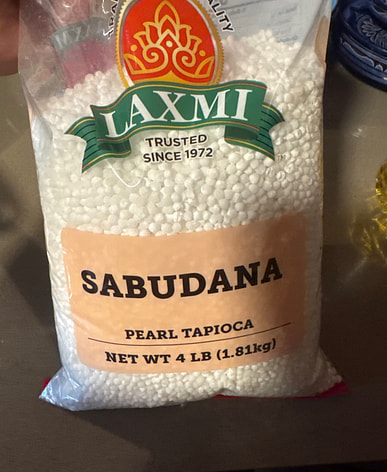 LAXMI
TRUSTED
SINCE 1972
SABUDANA
PEARL TAPIOCA
NET WT 4 LB (1.81kg)